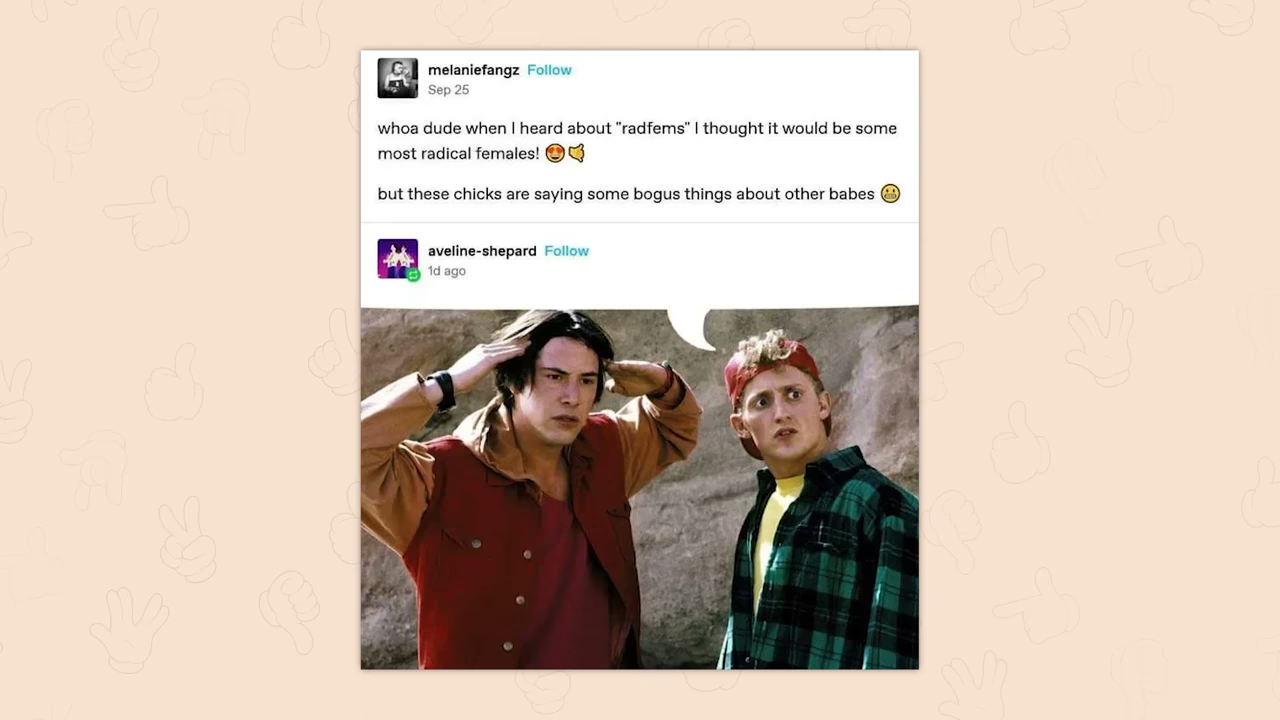 melaniefangz Follow
Sep 25
whoa dude when I heard about "radfems" I thought it would be some
most radical females! 😍🤙
but these chicks are saying some bogus things about other babes 😬
aveline-shepard Follow
1d ago